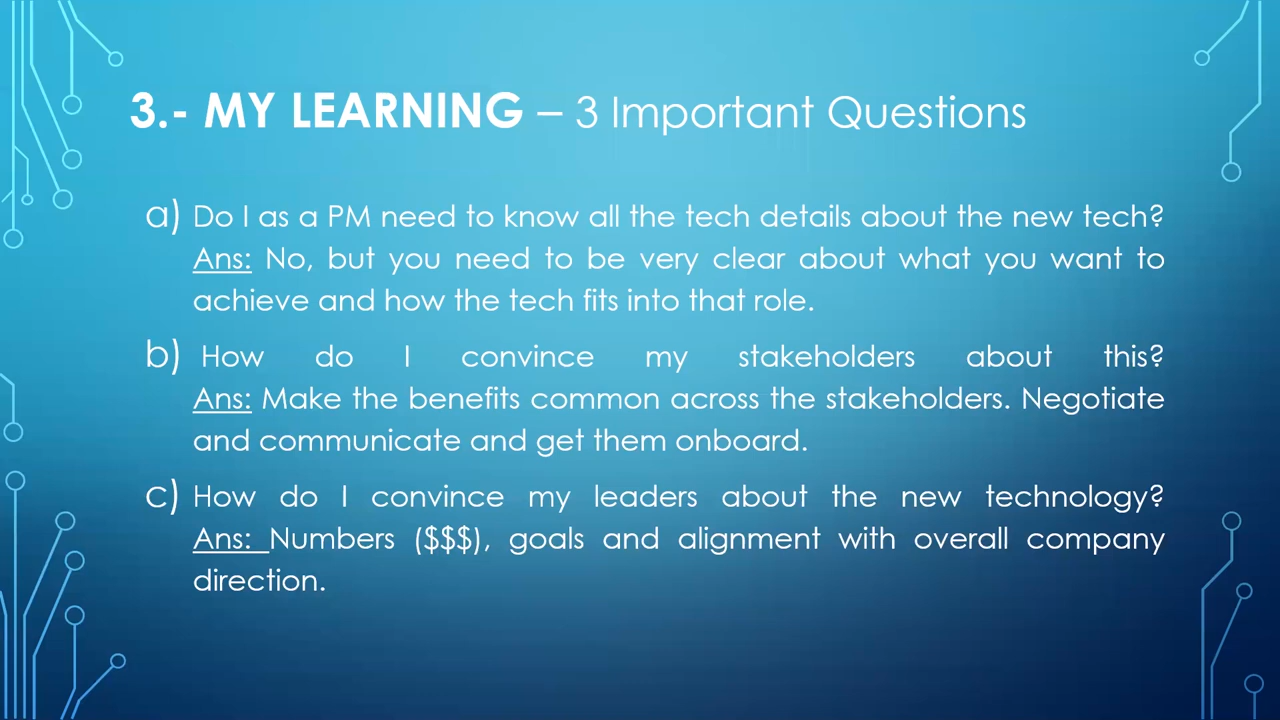 3.- MY LEARNING – 3 Important Questions
a) Do I as a PM need to know all the tech details about the new tech?
Ans: No, but you need to be very clear about what you want to
achieve and how the tech fits into that role.
b) How do I convince my stakeholders about this?
Ans: Make the benefits common across the stakeholders. Negotiate
and communicate and get them onboard.
c) How do I convince my leaders about the new technology?
Ans: Numbers ($$$), goals and alignment with overall company
direction.